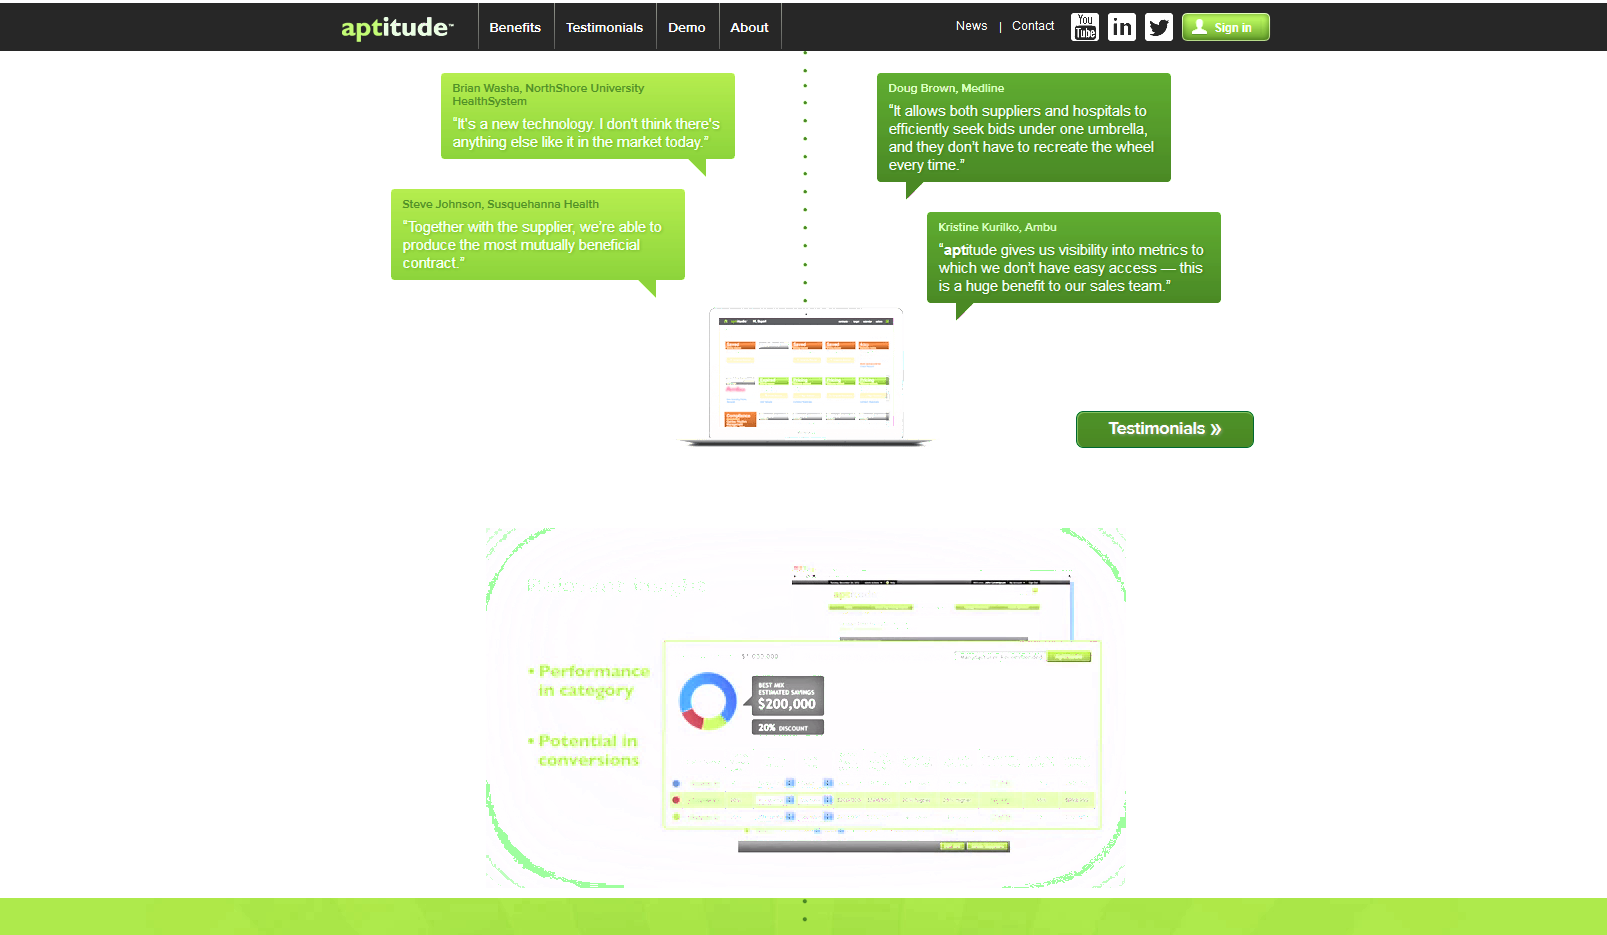 aptitude™
Benefits
Testimonials
Demo
About
News | Contact
You
Tube
in
Sign in
Brian Washa, NorthShore University
HealthSystem
“It's a new technology. I don't think there's
anything else like it in the market today.”
Doug Brown, Medline
“It allows both suppliers and hospitals to
efficiently seek bids under one umbrella,
and they don't have to recreate the wheel
every time.”
Steve Johnson, Susquehanna Health
“Together with the supplier, we're able to
produce the most mutually beneficial
contract.”
Kristine Kurilko, Ambu
“aptitude gives us visibility into metrics to
which we don't have easy access — this
is a huge benefit to our sales team.”
Compliance
Testimonials »
aptitude
• Performance
in category
• Potential in
conversions
BEST MIX
ESTIMATED SAVINGS
$200,000
20% DISCOUNT